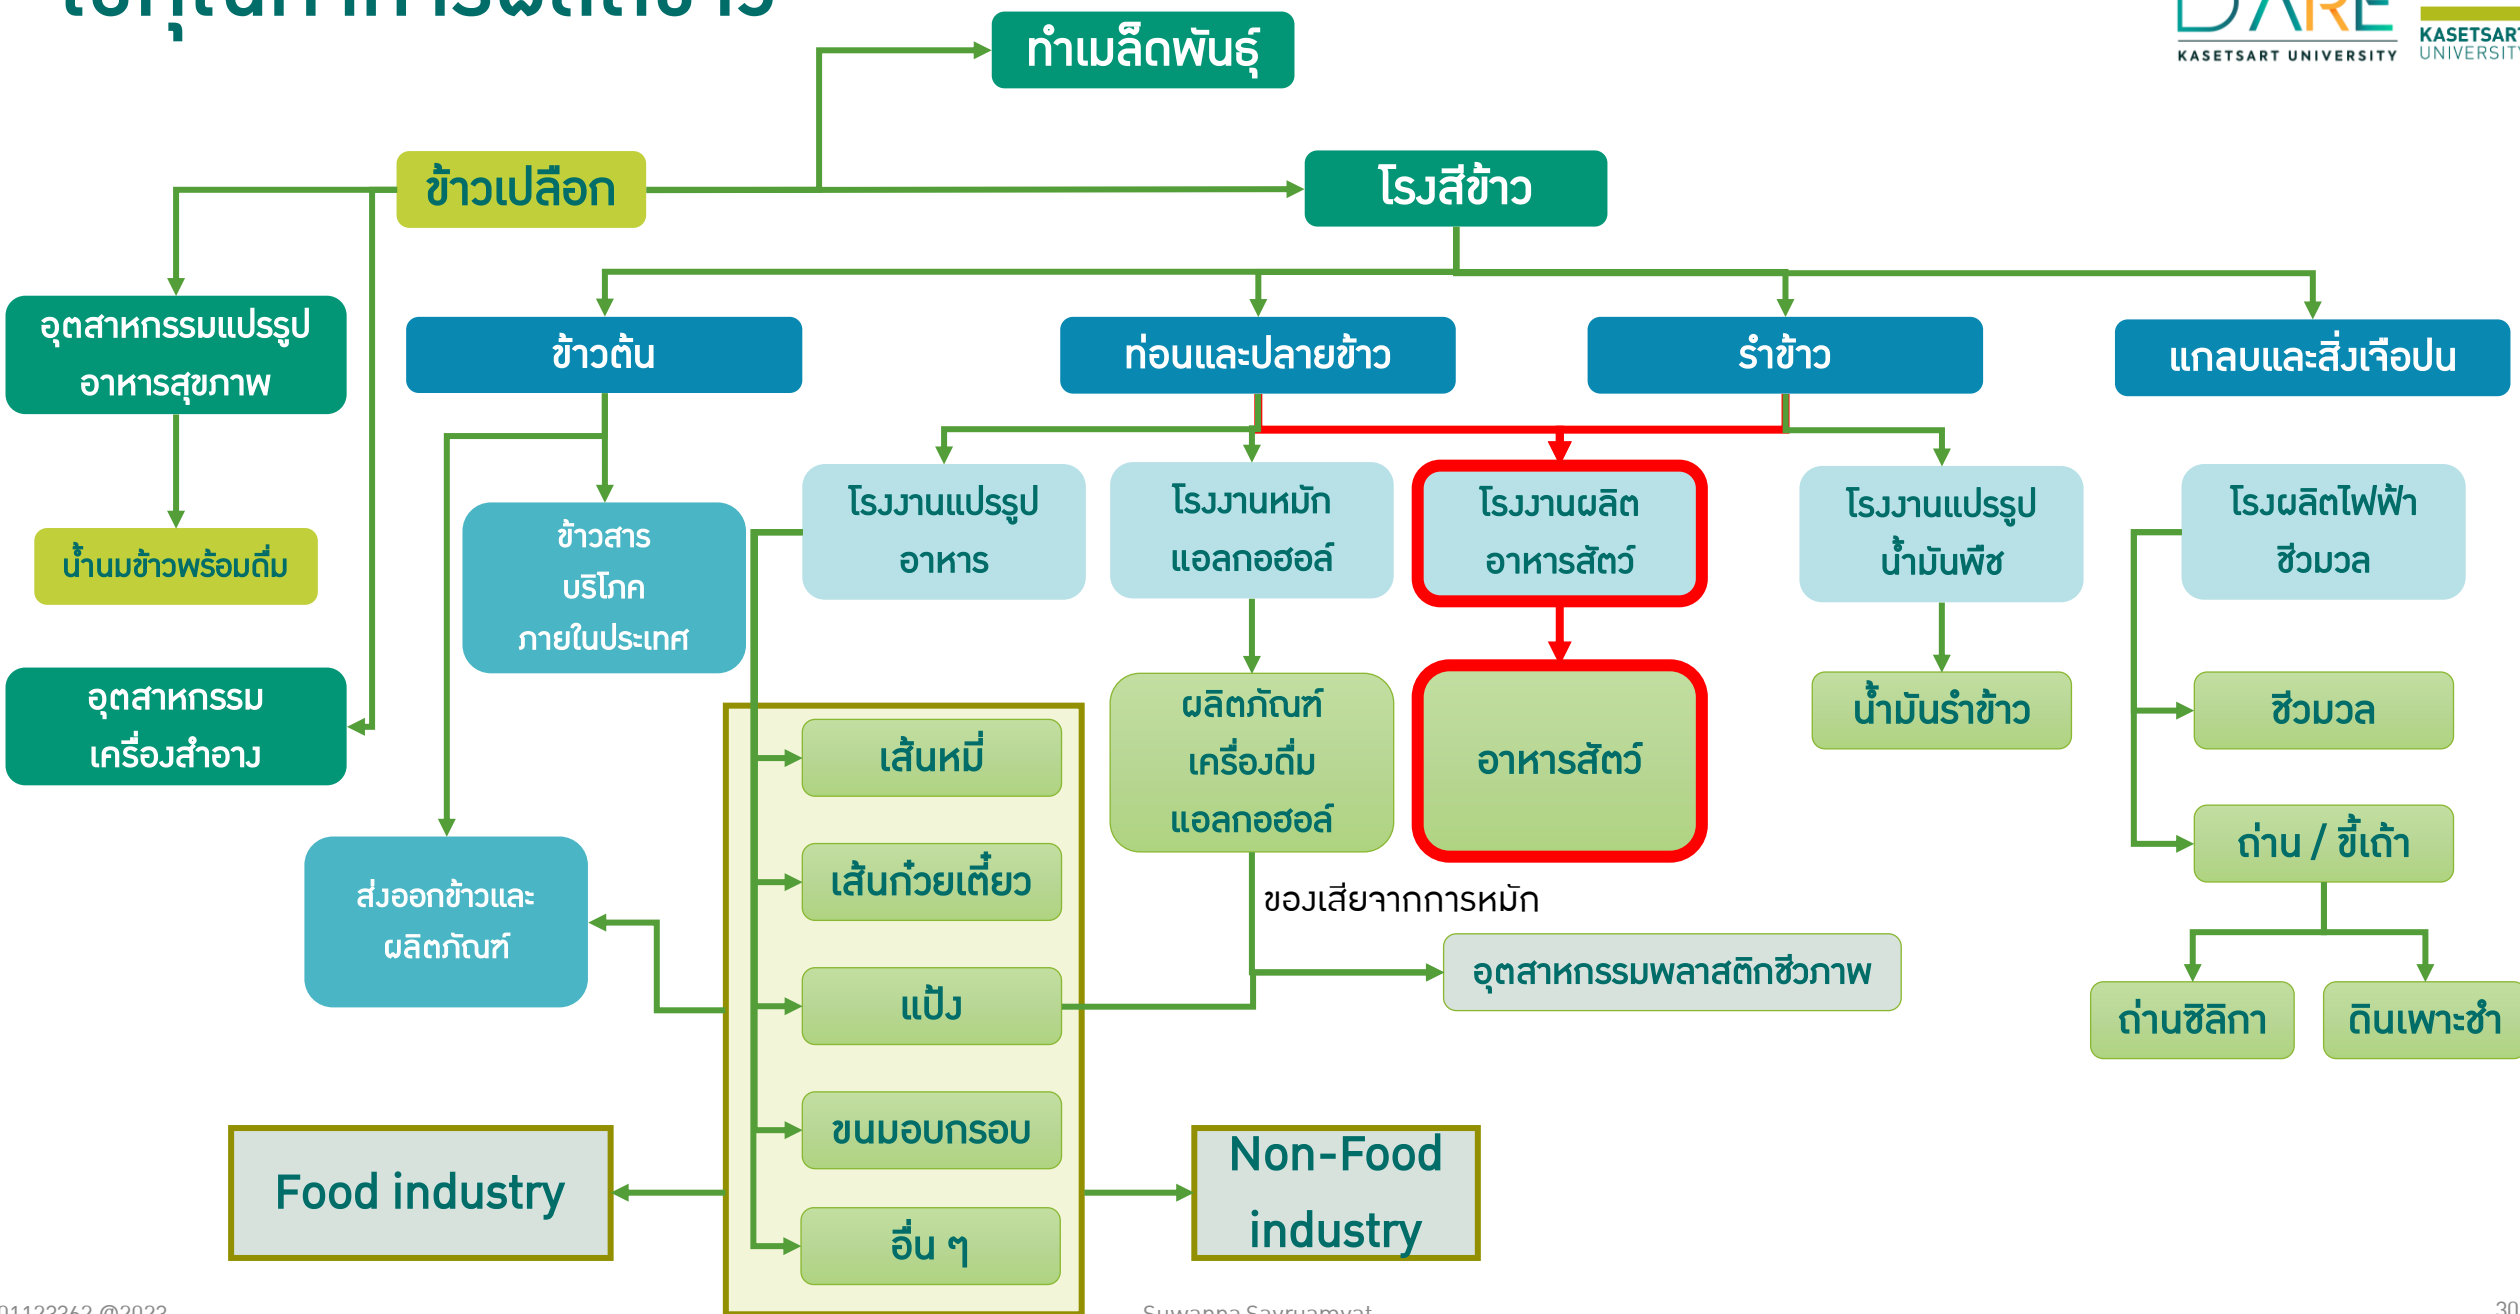 ทำเมล็ดพันธุ์
KASETSART UNIVERSITY
KASETSART
UNIVERSITY
ข้าวเปลือก
โรงสีข้าว
อุตสาหกรรมแปรรูป
อาหารสุขภาพ
ข้าวต้น
ท่อนและปลายข้าว
รำข้าว
แกลบและสิ่งเจือปน
น้ำนมข้าวพร้อมดื่ม
ข้าวสาร
บริโภค
ภายในประเทศ
โรงงานแปรรูป
อาหาร
โรงงานหมัก
แอลกอฮอล์
โรงงานผลิต
อาหารสัตว์
โรงงานแปรรูป
น้ำมันพืช
โรงผลิตไฟฟ้า
ชีวมวล
อุตสาหกรรม
เครื่องสำอาง
เส้นหมี่
ผลิตภัณฑ์
เครื่องดื่ม
แอลกอฮอล์
อาหารสัตว์
น้ำมันรำข้าว
ชีวมวล
ถ่าน / ขี้เถ้า
ส่งออกข้าวและ
ผลิตภัณฑ์
เส้นก๋วยเตี๋ยว
ของเสียจากการหมัก
อุตสาหกรรมพลาสติกชีวภาพ
แป้ง
ถ่านซิลิกา
ดินเพาะชำ
ขนมอบกรอบ
Food industry
Non-Food
industry
อื่น ๆ
30